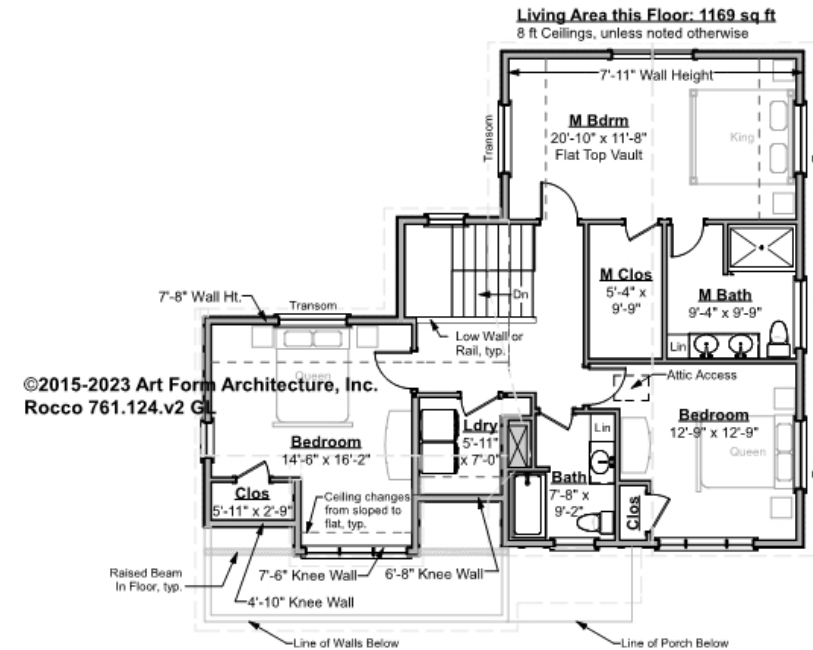 Living Area this Floor: 1169 sq ft
8 ft Ceilings, unless noted otherwise
7'-11" Wall Height
Transom
M Bdrm
20'-10" x 11'-8"
Flat Top Vault
King
M Clos
5'-4" x
9'-9"
M Bath
9'-4" x 9'-9"
Lin
Dn
7'-8" Wall Ht.
Transom
Low Wall or
Rail, typ.
Queen
©2015-2023 Art Form Architecture, Inc.
Rocco 761.124.v2 GL
Attic Access
Bedroom
14'-6" x 16'-2"
Ldry
5'-11"
x 7'-0"
Lin
Bedroom
12'-9" x 12'-9"
Queen
Clos
5'-11" x 2'-9"
Ceiling changes
from sloped to
flat, typ.
Bath
7'-8" x
9'-2"
Clos
Raised Beam
In Floor, typ.
7'-6" Knee Wall
6'-8" Knee Wall
4'-10" Knee Wall
Line of Walls Below
Line of Porch Below